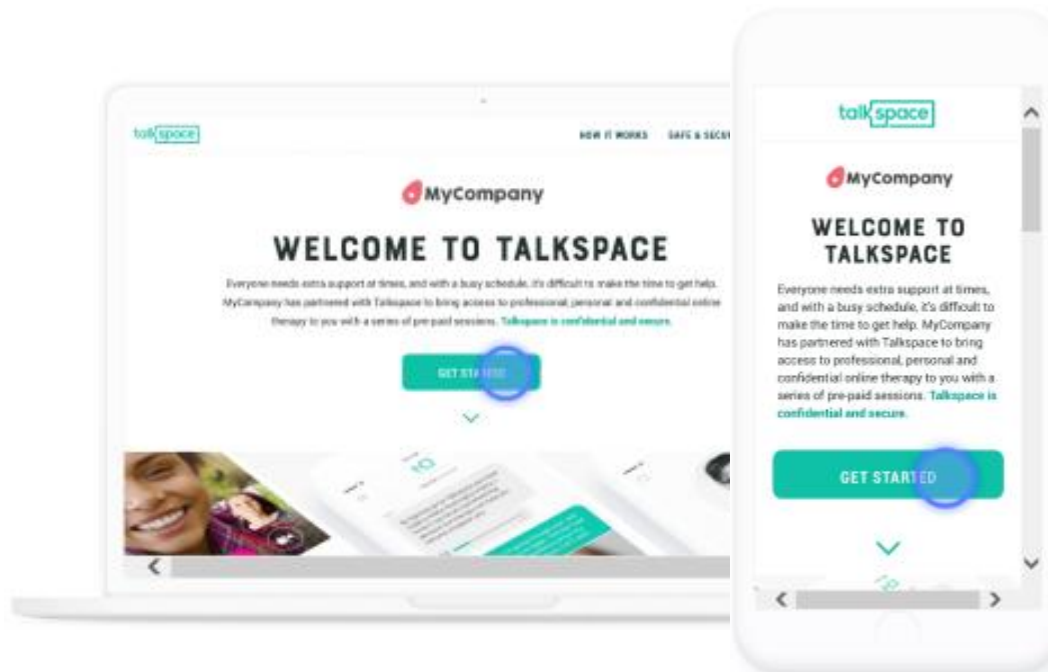 talkspace
HOW IT WORKS SAFE &
MyCompany
WELCOME TO TALKSPACE
Everyone needs extra support at times, and with a busy schedule, it's difficult to make the time to get help.
MyCompany has partnered with Talkspace to bring access to professional, personal and confidential online
therapy to you with a series of pre-paid sessions. Talkspace is confidential and secure.
GET STARTED
talkspace
MyCompany
WELCOME TO
TALKSPACE
Everyone needs extra support at times,
and with a busy schedule, it's difficult to
make the time to get help. MyCompany
has partnered with Talkspace to bring
access to professional, personal and
confidential online therapy to you with a
series of pre-paid sessions. Talkspace is
confidential and secure.
GET STARTED